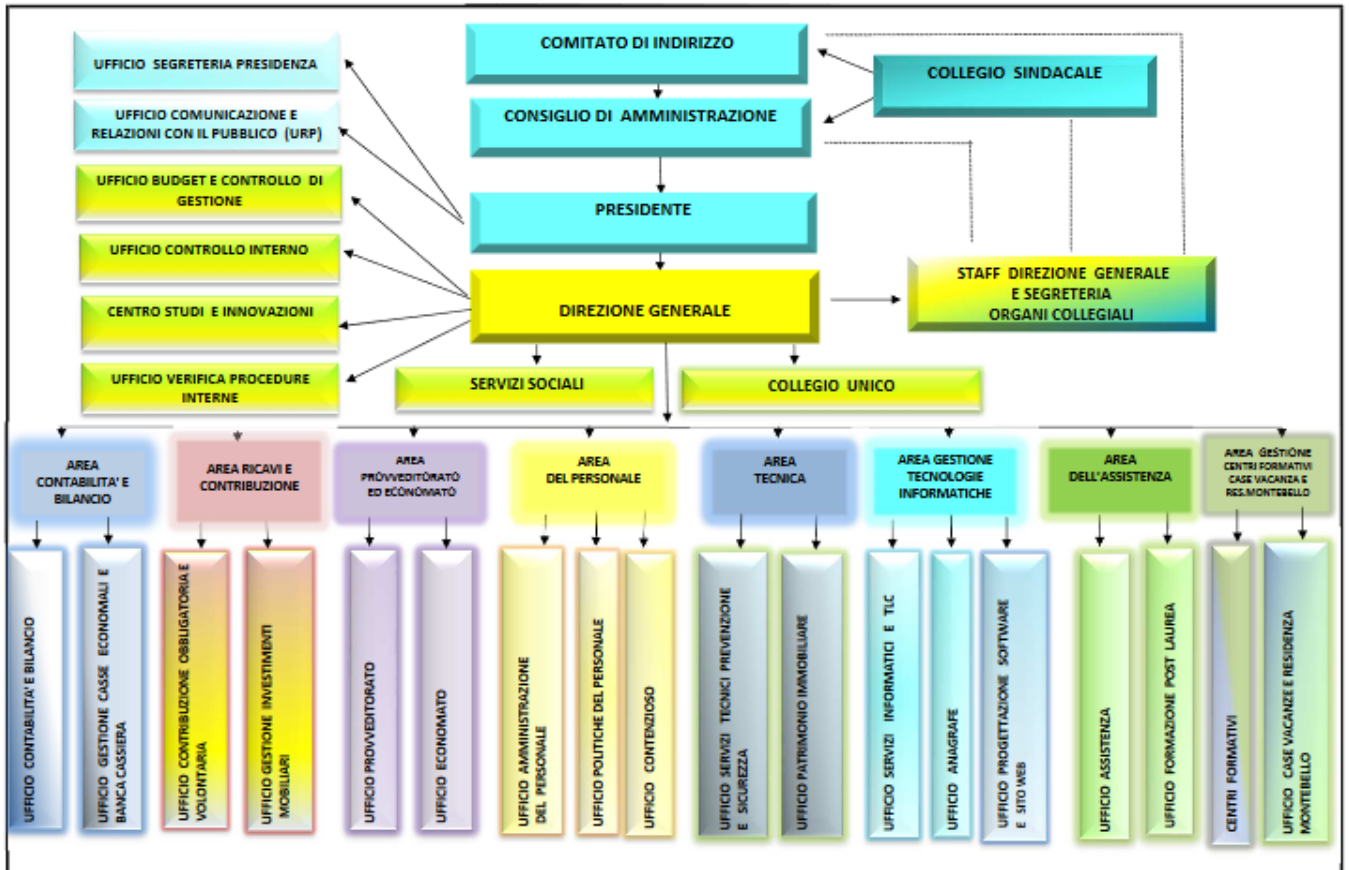 COMITATO DI INDIRIZZO
UFFICIO SEGRETERIA PRESIDENZA
COLLEGIO SINDACALE
UFFICIO COMUNICAZIONE E
RELAZIONI CON IL PUBBLICO (URP)
CONSIGLIO DI AMMINISTRAZIONE
UFFICIO BUDGET E CONTROLLO DI
GESTIONE
PRESIDENTE
UFFICIO CONTROLLO INTERNO
STAFF DIREZIONE GENERALE
E SEGRETERIA
ORGANI COLLEGIALI
CENTRO STUDI E INNOVAZIONI
DIREZIONE GENERALE
UFFICIO VERIFICA PROCEDURE
INTERNE
SERVIZI SOCIALI
COLLEGIO UNICO
AREA
CONTABILITA' E
BILANCIO
AREA RICAVI E
CONTRIBUZIONE
AREA
PROVVEDITORATO
ED ECONOMATO
AREA
DEL PERSONALE
AREA
TECNICA
AREA GESTIONE
TECNOLOGIE
INFORMATICHE
AREA
DELL'ASSISTENZA
AREA GESTIONE
CENTRI FORMATIVI
CASE VACANZA E
RES.MONTEBELLO
UFFICIO CONTABILITA' E BILANCIO
UFFICIO GESTIONE CASSE ECONOMALI E
BANCA CASSIERA
UFFICIO CONTRIBUZIONE OBBLIGATORIA E
VOLONTARIA
UFFICIO GESTIONE INVESTIMENTI
MOBILIARI
UFFICIO PROVVEDITORATO
UFFICIO ECONOMATO
UFFICIO AMMINISTRAZIONE
DEL PERSONALE
UFFICIO POLITICHE DEL PERSONALE
UFFICIO CONTENZIOSO
UFFICIO SERVIZI TECNICI PREVENZIONE
E SICUREZZA
UFFICIO PATRIMONIO IMMOBILIARE
UFFICIO SERVIZI INFORMATICI E TLC
UFFICIO ANAGRAFE
UFFICIO PROGETTAZIONE SOFTWARE
E SITO WEB
UFFICIO ASSISTENZA
UFFICIO FORMAZIONE POST LAUREA
CENTRI FORMATIVI
UFFICIO CASE VACANZE E RESIDENZA
MONTEBELLO